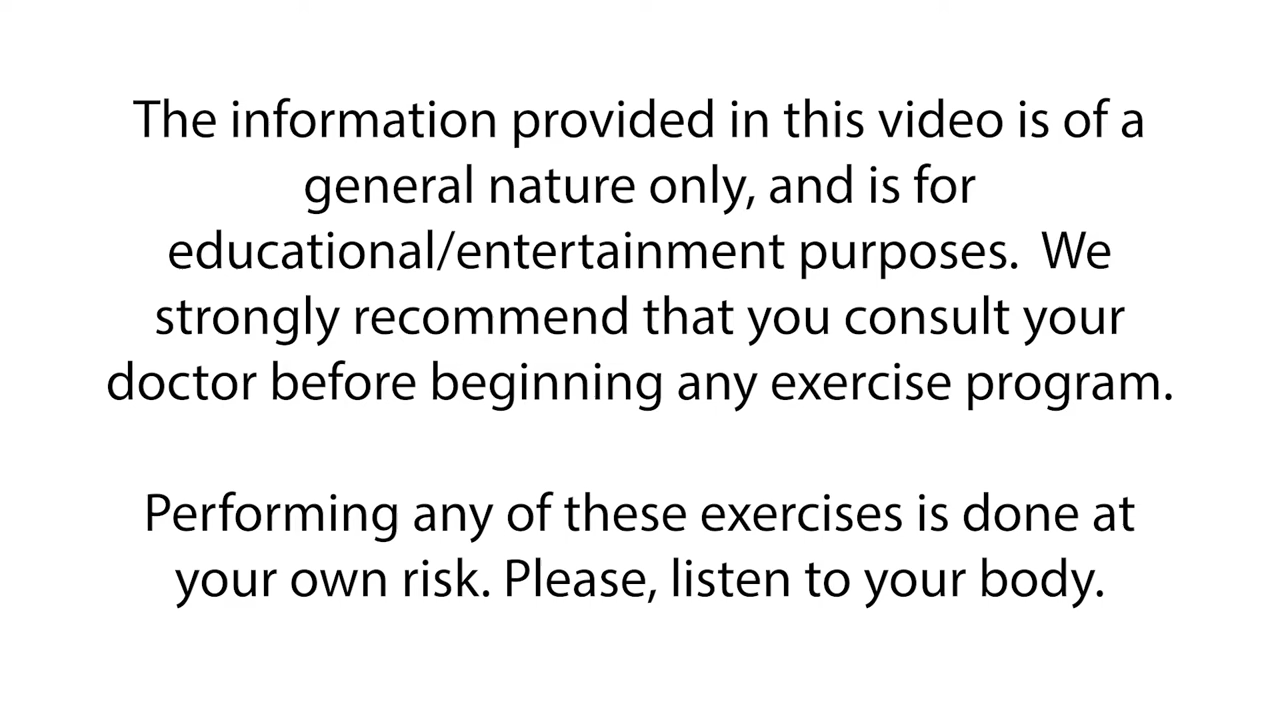 The information provided in this video is of a
general nature only, and is for
educational/entertainment purposes.  We
strongly recommend that you consult your
doctor before beginning any exercise program.
Performing any of these exercises is done at
your own risk. Please, listen to your body.